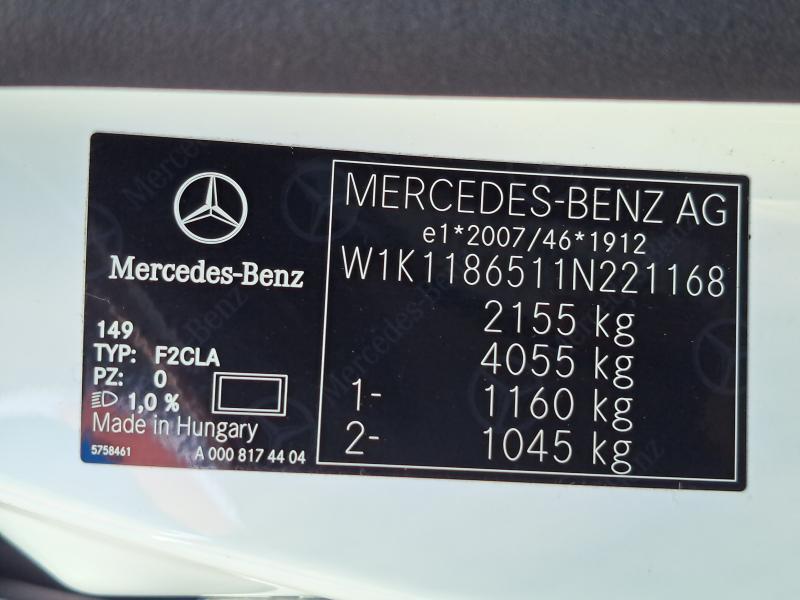 Mercedes-Benz
149
TYP: F2CLA
PZ: 0
1,0 %
Made in Hungary
5758461 A 000 817 44 04
MERCEDES-BENZ AG
e1*2007/46*1912
W1K1186511N221168
2155 kg
4055 kg
1- 1160 kg
2- 1045 kg